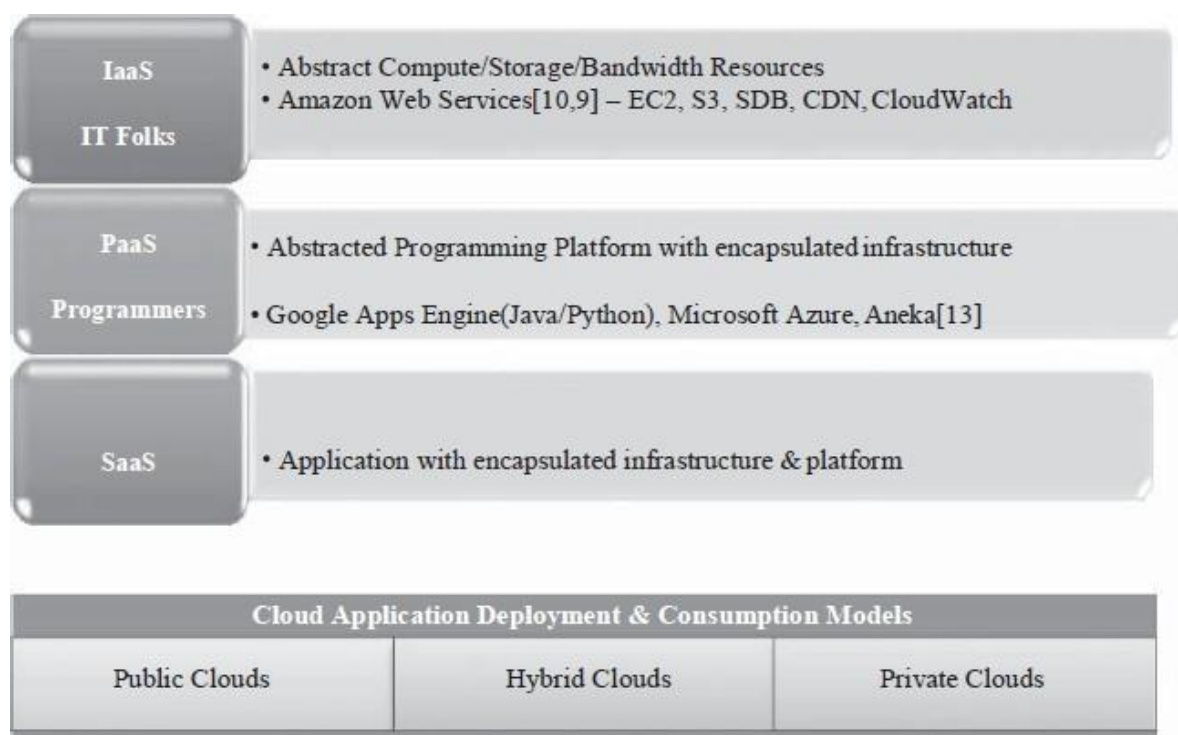 IaaS
IT Folks
• Abstract Compute/Storage/Bandwidth Resources
• Amazon Web Services[10,9] – EC2, S3, SDB, CDN, CloudWatch
PaaS
Programmers
• Abstracted Programming Platform with encapsulated infrastructure
• Google Apps Engine(Java/Python), Microsoft Azure, Aneka[13]
SaaS
• Application with encapsulated infrastructure & platform
Cloud Application Deployment & Consumption Models
Public Clouds
Hybrid Clouds
Private Clouds